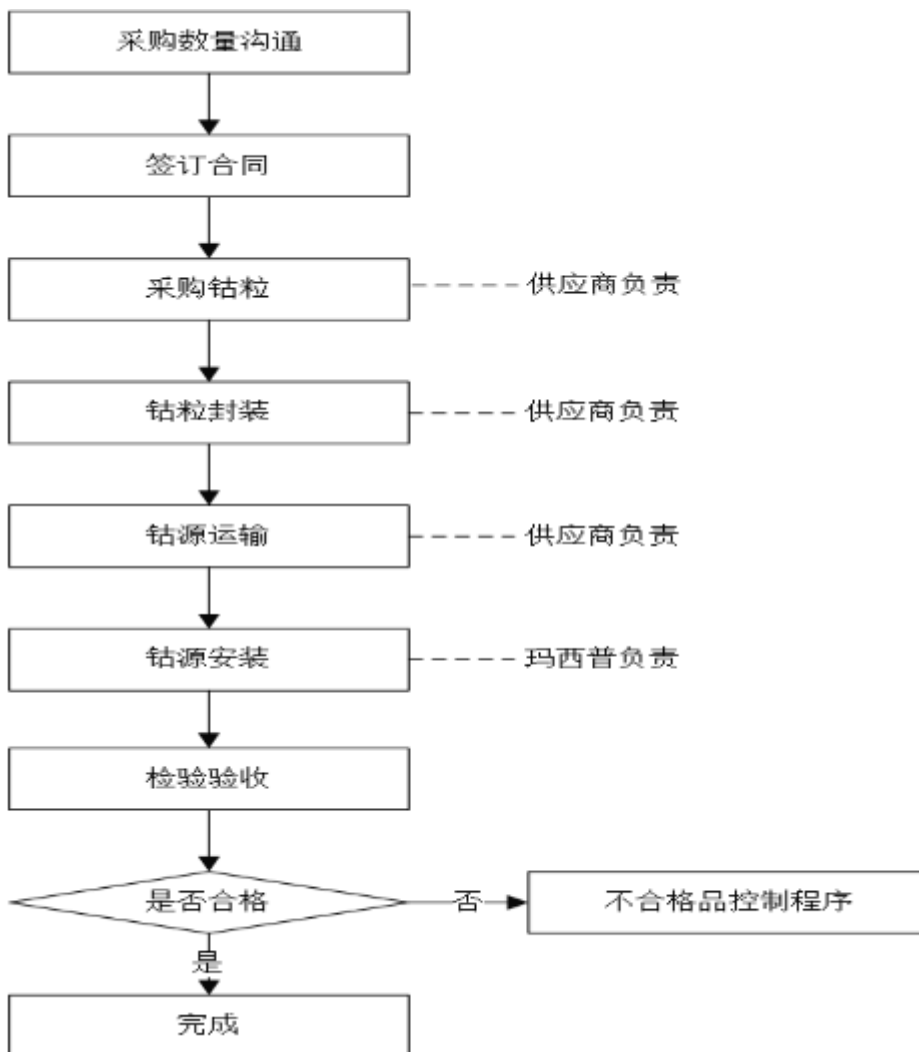 采购数量沟通
签订合同
采购钴粒
供应商负责
钴粒封装
供应商负责
钴源运输
供应商负责
钴源安装
玛西普负责
检验验收
是否合格
否
不合格品控制程序
是
完成